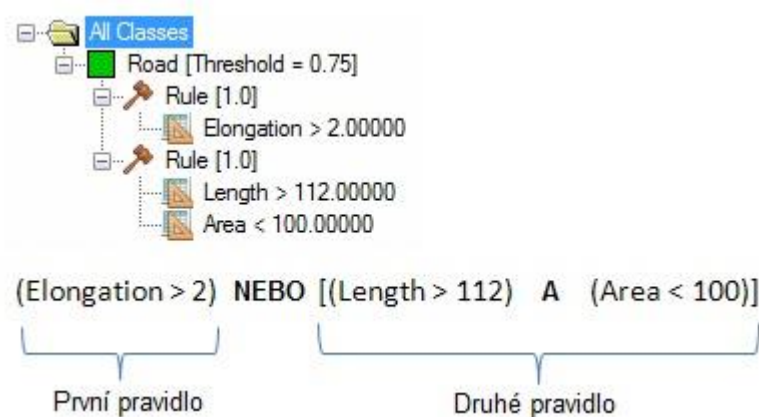 All Classes
Road [Threshold = 0.75]
Rule [1.0]
Elongation > 2.00000
Rule [1.0]
Length > 112.00000
Area < 100.00000
(Elongation > 2) NEBO [(Length > 112) A (Area < 100)]
První pravidlo Druhé pravidlo